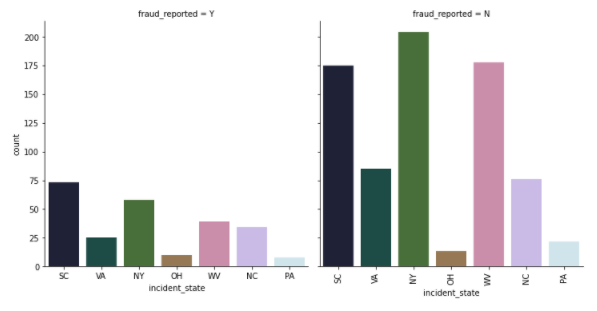 fraud_reported = Y
fraud_reported = N
count
200
175
150
125
100
75
50
25
0
SC VA NY OH WV NC PA
incident_state
SC VA NY OH WV NC PA
incident_state